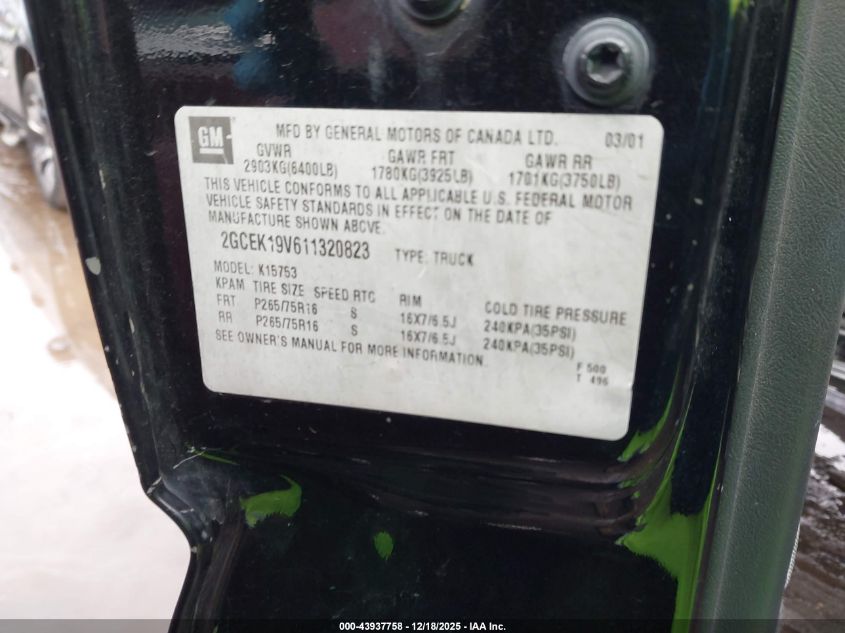 GM
MFD BY GENERAL MOTORS OF CANADA LTD. 03/01
GVWR GAWR FRT GAWR RR
2903KG(6400LB) 1780KG(3925LB) 1701KG(3750LB)
THIS VEHICLE CONFORMS TO ALL APPLICABLE U.S. FEDERAL MOTOR
VEHICLE SAFETY STANDARDS IN EFFECT ON THE DATE OF
MANUFACTURE SHOWN ABOVE.
2GCEK19V611320823 TYPE: TRUCK
MODEL: K15753
KPAM TIRE SIZE SPEED RTG RIM COLD TIRE PRESSURE
FRT P265/75R16 S 16X7/6.5J 240KPA(35PSI)
RR P265/75R16 S 16X7/6.5J 240KPA(35PSI)
SEE OWNER'S MANUAL FOR MORE INFORMATION.
F 500
T 496
000-43937758 - 12/18/2025 - IAA Inc.